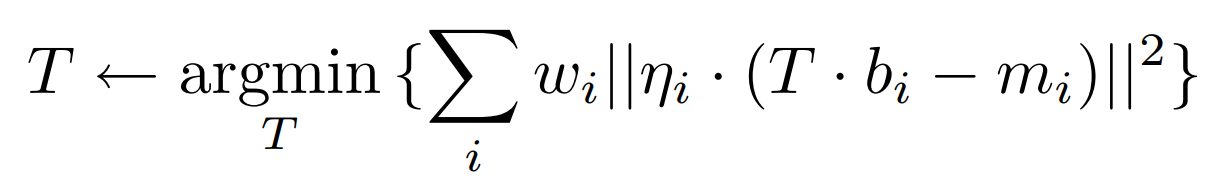 T ← argmin_T {∑_i w_i||η_i · (T · b_i − m_i)||²}